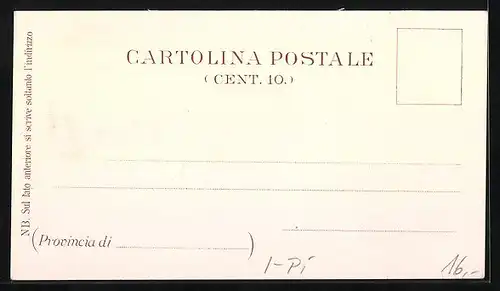 CARTOLINA POSTALE
(CENT. 10.)
NB. Sul lato anteriore si scrive soltanto l'indirizzo
(Provincia di )
I-Pi
16,-